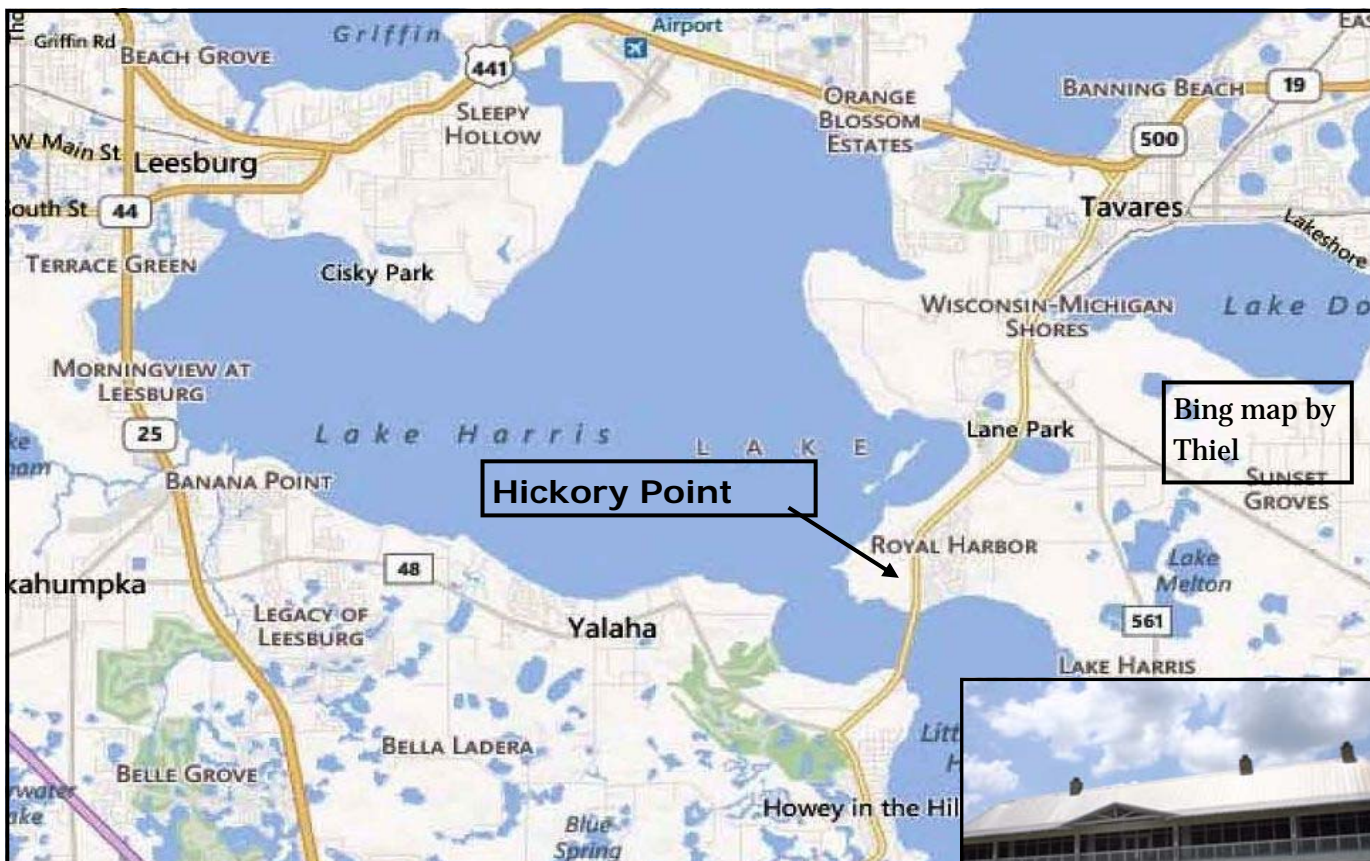 Griffin
Airport
Griffin Rd
BEACH GROVE
441
BANNING BEACH
19
SLEEPY
HOLLOW
ORANGE
BLOSSOM
ESTATES
500
W Main St
Leesburg
South St
44
Tavares
Lakeshore
TERRACE GREEN
Cisky Park
WISCONSIN-MICHIGAN
SHORES
Lake Do
MORNINGVIEW AT
LEESBURG
Bing map by
Thiel
25
Lake Harris
LAKE
Lane Park
BANANA POINT
Hickory Point
SUNSET
GROVES
ROYAL HARBOR
48
Lake
Melton
kahumpka
LEGACY OF
LEESBURG
Yalaha
561
LAKE HARRIS
BELLA LADERA
BELLE GROVE
Howey in the Hil
Blue
Spring